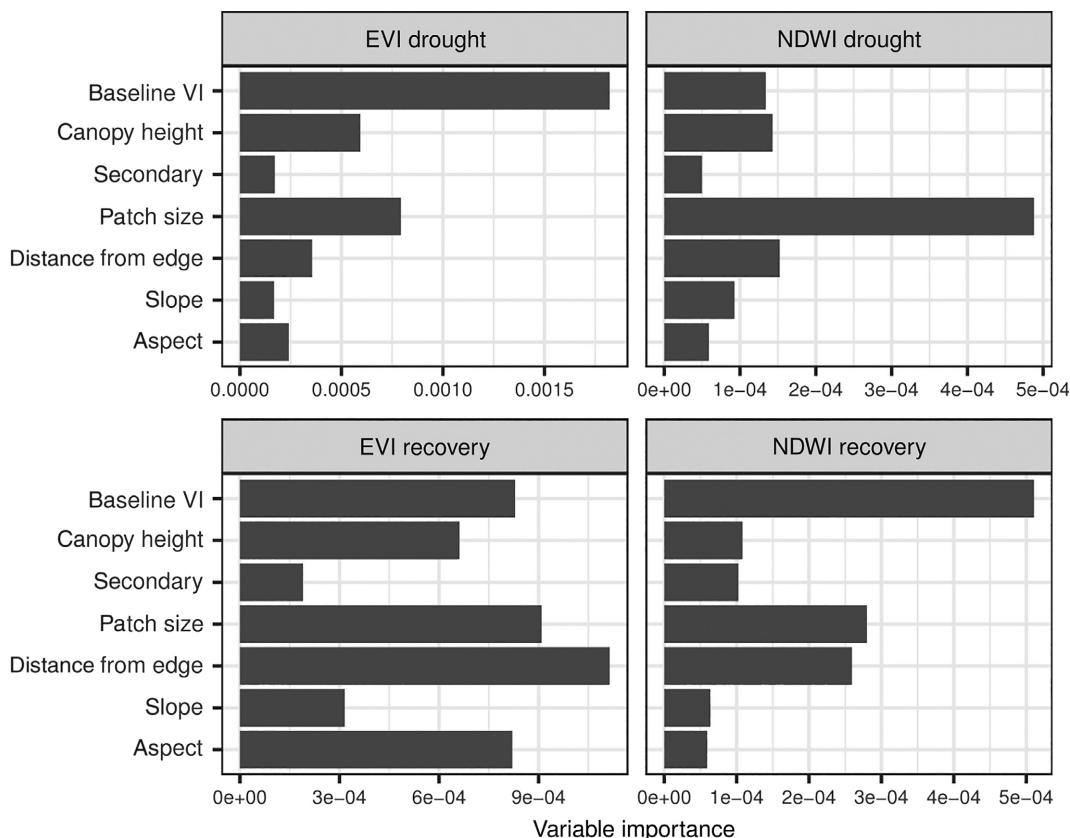 EVI drought
NDWI drought
Baseline VI
Canopy height
Secondary
Patch size
Distance from edge
Slope
Aspect
0.0000 0.0005 0.0010 0.0015
0e+00 1e−04 2e−04 3e−04 4e−04 5e−04
EVI recovery
NDWI recovery
Baseline VI
Canopy height
Secondary
Patch size
Distance from edge
Slope
Aspect
0e+00 3e−04 6e−04 9e−04
0e+00 1e−04 2e−04 3e−04 4e−04 5e−04
Variable importance